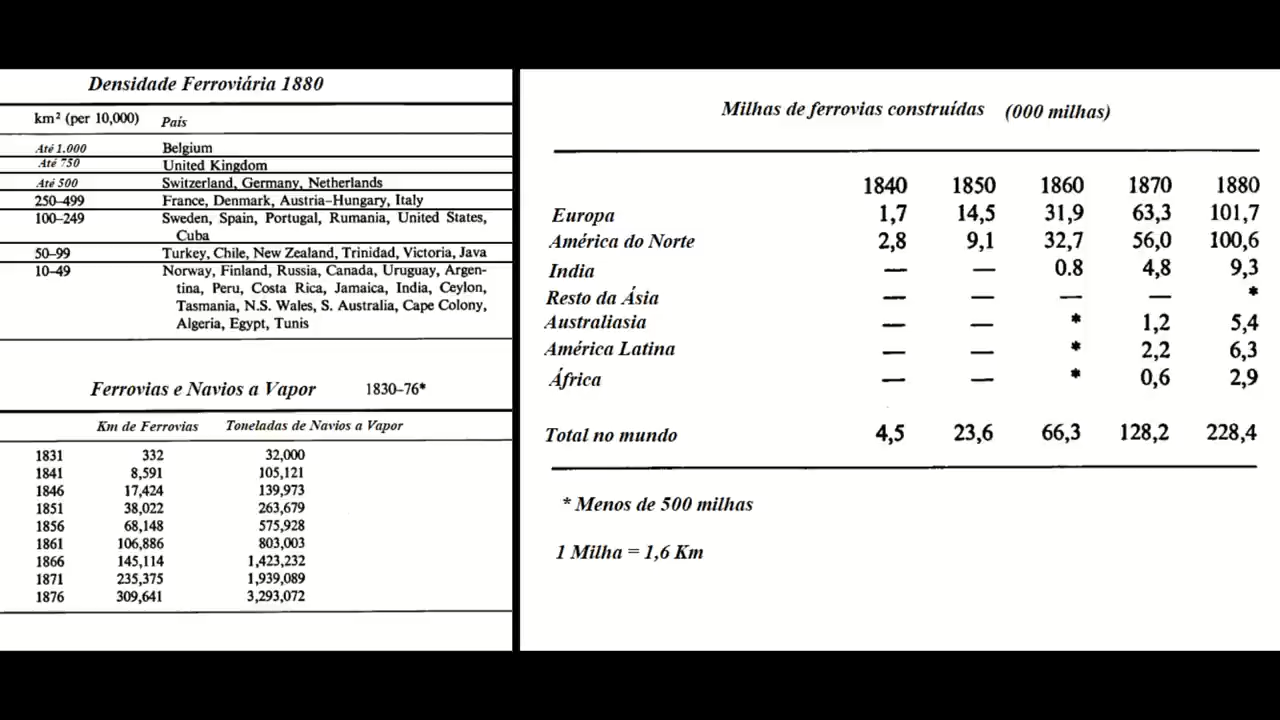 Densidade Ferroviária 1880
km² (per 10,000) País
Até 1.000 Belgium
Até 750 United Kingdom
Até 500 Switzerland, Germany, Netherlands
250–499 France, Denmark, Austria–Hungary, Italy
100–249 Sweden, Spain, Portugal, Rumania, United States,
Cuba
50–99 Turkey, Chile, New Zealand, Trinidad, Victoria, Java
10–49 Norway, Finland, Russia, Canada, Uruguay, Argen-
tina, Peru, Costa Rica, Jamaica, India, Ceylon,
Tasmania, N.S. Wales, S. Australia, Cape Colony,
Algeria, Egypt, Tunis
Ferrovias e Navios a Vapor 1830–76*
Km de Ferrovias Toneladas de Navios a Vapor
1831 332 32,000
1841 8,591 105,121
1846 17,424 139,973
1851 38,022 263,679
1856 68,148 575,928
1861 106,886 803,003
1866 145,114 1,423,232
1871 235,375 1,939,089
1876 309,641 3,293,072
Milhas de ferrovias construídas (000 milhas)
1840 1850 1860 1870 1880
Europa 1,7 14,5 31,9 63,3 101,7
América do Norte 2,8 9,1 32,7 56,0 100,6
India — — 0.8 4,8 9,3
Resto da Ásia — — — — *
Australiasia — — * 1,2 5,4
América Latina — — * 2,2 6,3
África — — * 0,6 2,9
Total no mundo 4,5 23,6 66,3 128,2 228,4
* Menos de 500 milhas
1 Milha = 1,6 Km